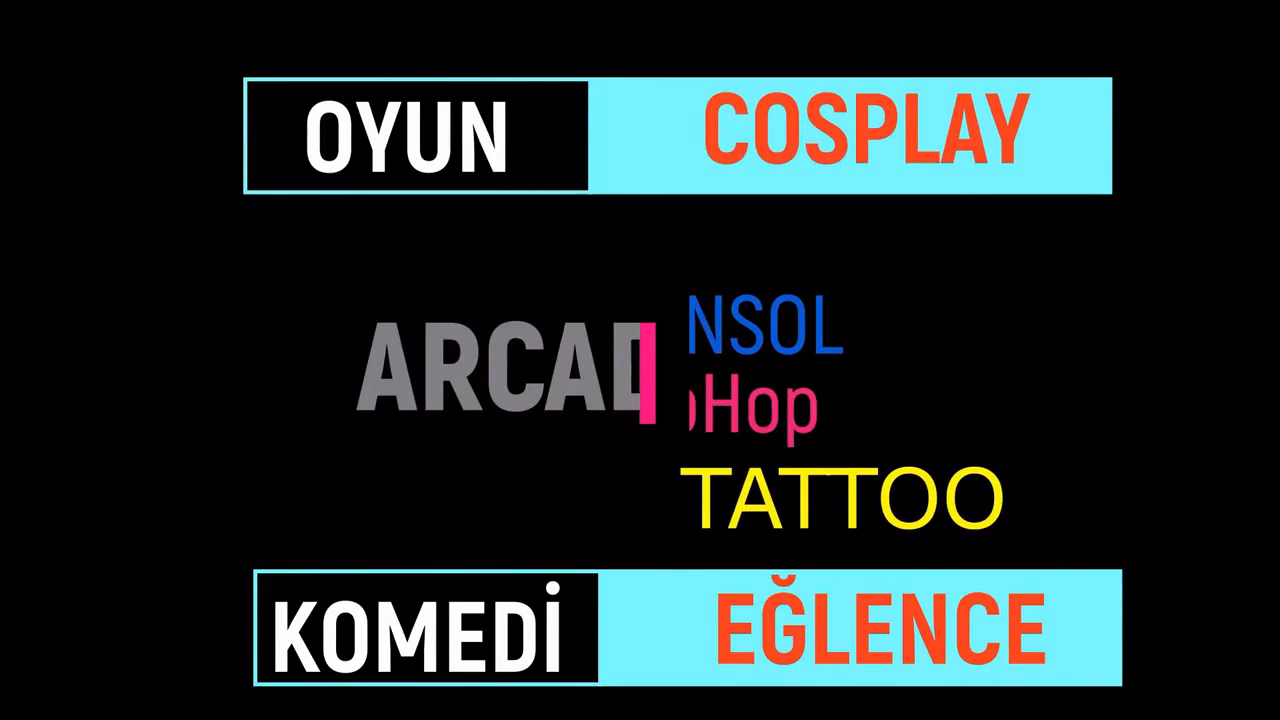 OYUN COSPLAY
NSOL
ARCAD
Hop
TATTOO
KOMEDİ EĞLENCE